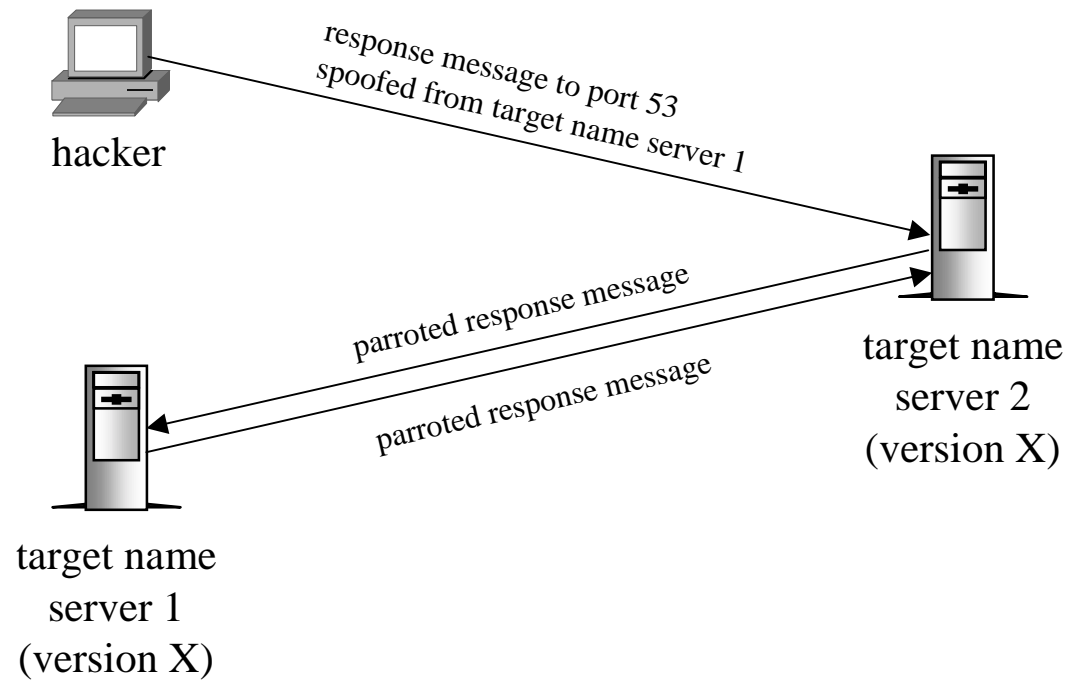 response message to port 53
spoofed from target name server 1
hacker
parroted response message
parroted response message
target name
server 2
(version X)
target name
server 1
(version X)